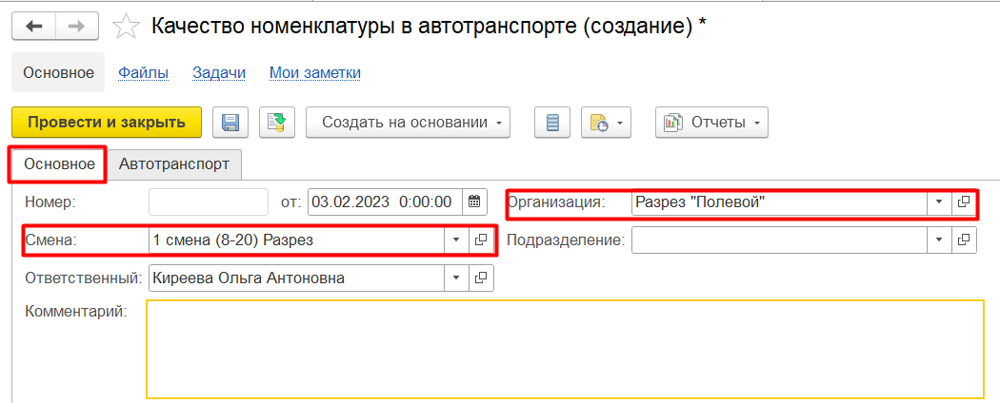 Качество номенклатуры в автотранспорте (создание) *
Основное Файлы Задачи Мои заметки
Провести и закрыть Создать на основании Отчеты
Основное Автотранспорт
Номер: от: 03.02.2023 0:00:00 Организация: Разрез "Полевой"
Смена: 1 смена (8-20) Разрез Подразделение:
Ответственный: Киреева Ольга Антоновна
Комментарий: